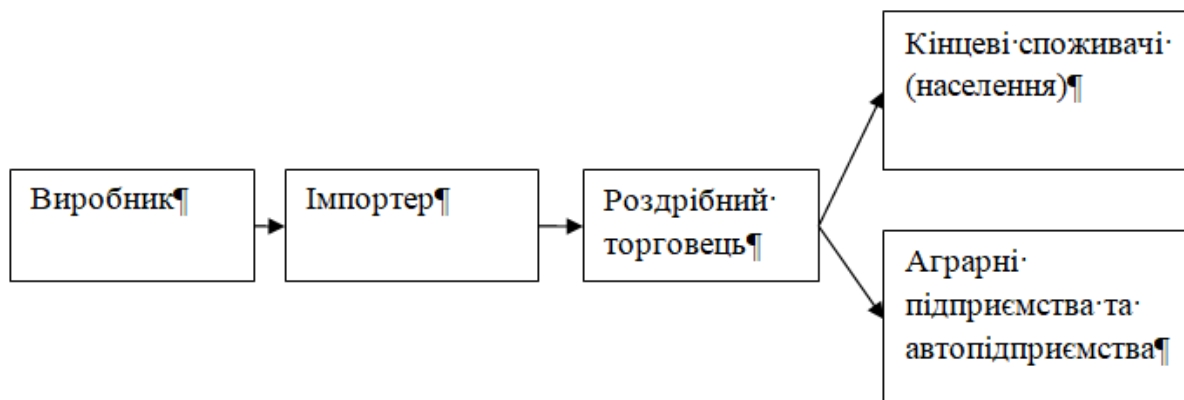 Виробник¶
Імпортер¶
Роздрібний·
торговець¶
Кінцеві·споживачі·
(населення)¶
Аграрні·
підприємства·та·
автопідприємства¶